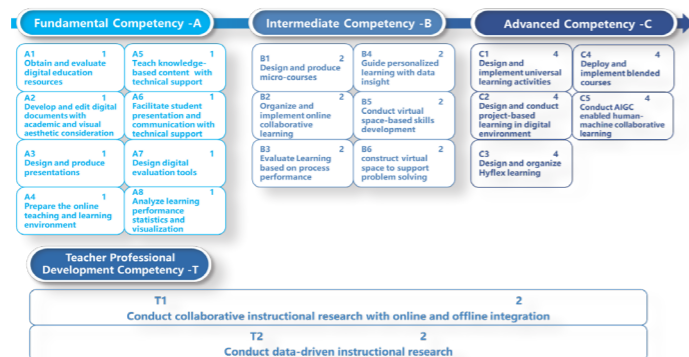 Fundamental Competency -A
Intermediate Competency -B
Advanced Competency -C
A1 1
Obtain and evaluate
digital education
resources
A5 1
Teach knowledge-
based content with
technical support
A2 1
Develop and edit digital
documents with
academic and visual
aesthetic consideration
A6 1
Facilitate student
presentation and
communication with
technical support
A3 1
Design and produce
presentations
A7 1
Design digital
evaluation tools
A4 1
Prepare the online
teaching and learning
environment
A8 1
Analyze learning
performance
statistics and
visualization
B1 2
Design and produce
micro-courses
B4 2
Guide personalized
learning with data
insight
B2 2
Organize and
implement online
collaborative
learning
B5 2
Conduct virtual
space-based skills
development
B3 2
Evaluate Learning
based on process
performance
B6 2
construct virtual
space to support
problem solving
C1 4
Design and
implement universal
learning activities
C4 4
Deploy and
implement blended
courses
C2 4
Design and conduct
project-based
learning in digital
environment
C5 4
Conduct AIGC
enabled human-
machine collaborative
learning
C3 4
Design and organize
Hyflex learning
Teacher Professional
Development Competency -T
T1 2
Conduct collaborative instructional research with online and offline integration
T2 2
Conduct data-driven instructional research